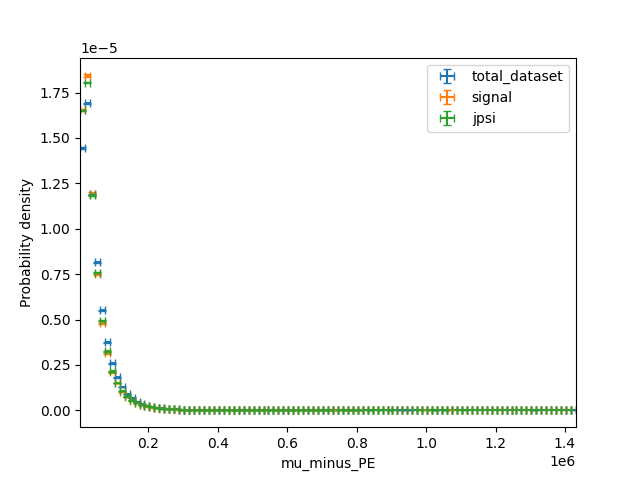 1e−5
total_dataset
signal
jpsi
1.75
1.50
1.25
1.00
0.75
0.50
0.25
0.00
Probability density
0.2
0.4
0.6
0.8
1.0
1.2
1.4
1e6
mu_minus_PE